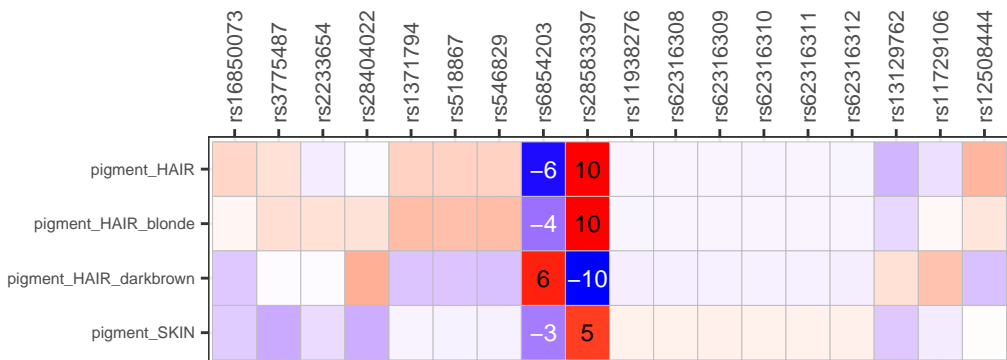 rs16850073
rs3775487
rs2233654
rs28404022
rs1371794
rs518867
rs546829
rs6854203
rs28583397
rs11938276
rs62316308
rs62316309
rs62316310
rs62316311
rs62316312
rs13129762
rs11729106
rs12508444
pigment_HAIR −6 10
pigment_HAIR_blonde −4 10
pigment_HAIR_darkbrown 6 −10
pigment_SKIN −3 5